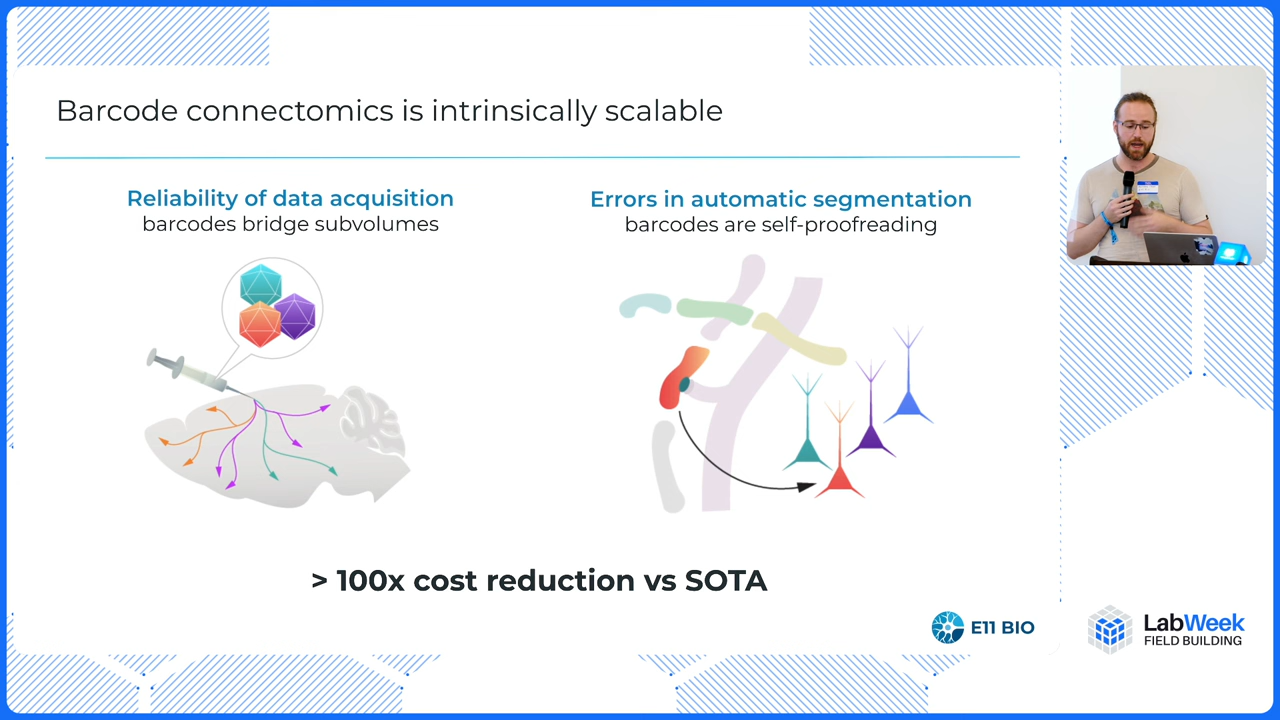 Barcode connectomics is intrinsically scalable
Reliability of data acquisition
barcodes bridge subvolumes
Errors in automatic segmentation
barcodes are self-proofreading
> 100x cost reduction vs SOTA
E11 BIO
LabWeek
FIELD BUILDING